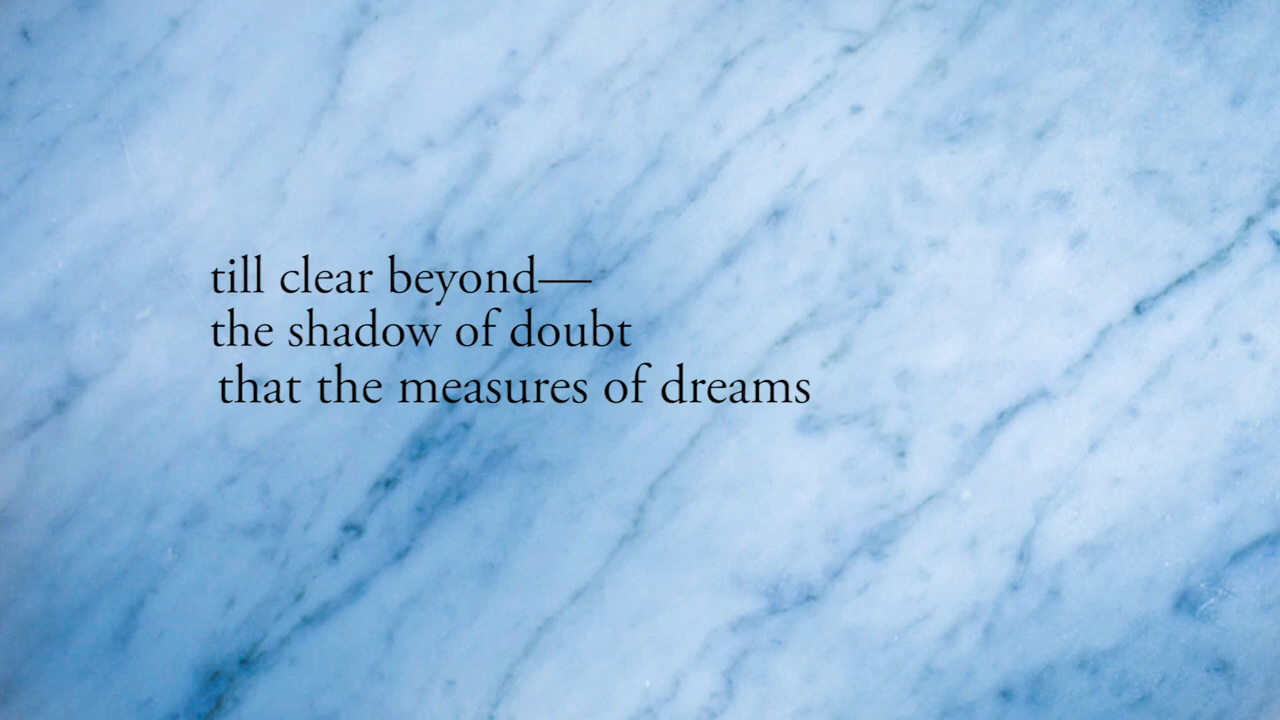 till clear beyond—
the shadow of doubt
that the measures of dreams